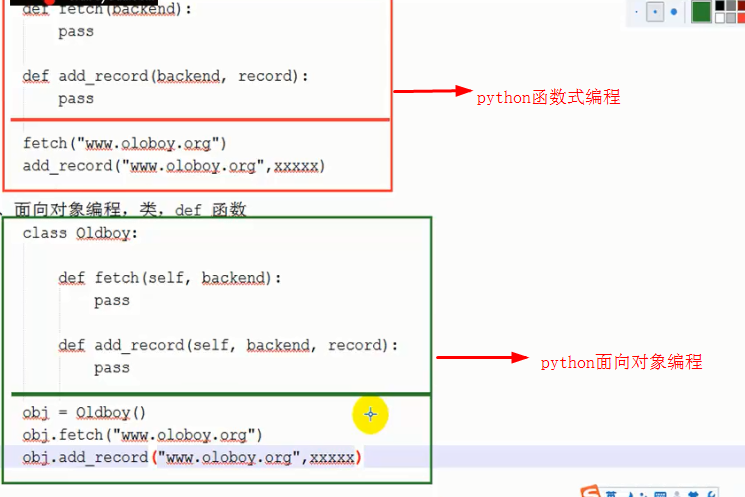 def fetch(backend):
pass
def add_record(backend, record):
pass
python函数式编程
fetch("www.oloboy.org")
add_record("www.oloboy.org",xxxxx)
、面向对象编程，类，def 函数
class Oldboy:
def fetch(self, backend):
pass
def add_record(self, backend, record):
pass
python面向对象编程
obj = Oldboy()
obj.fetch("www.oloboy.org")
obj.add_record("www.oloboy.org",xxxxx)
英